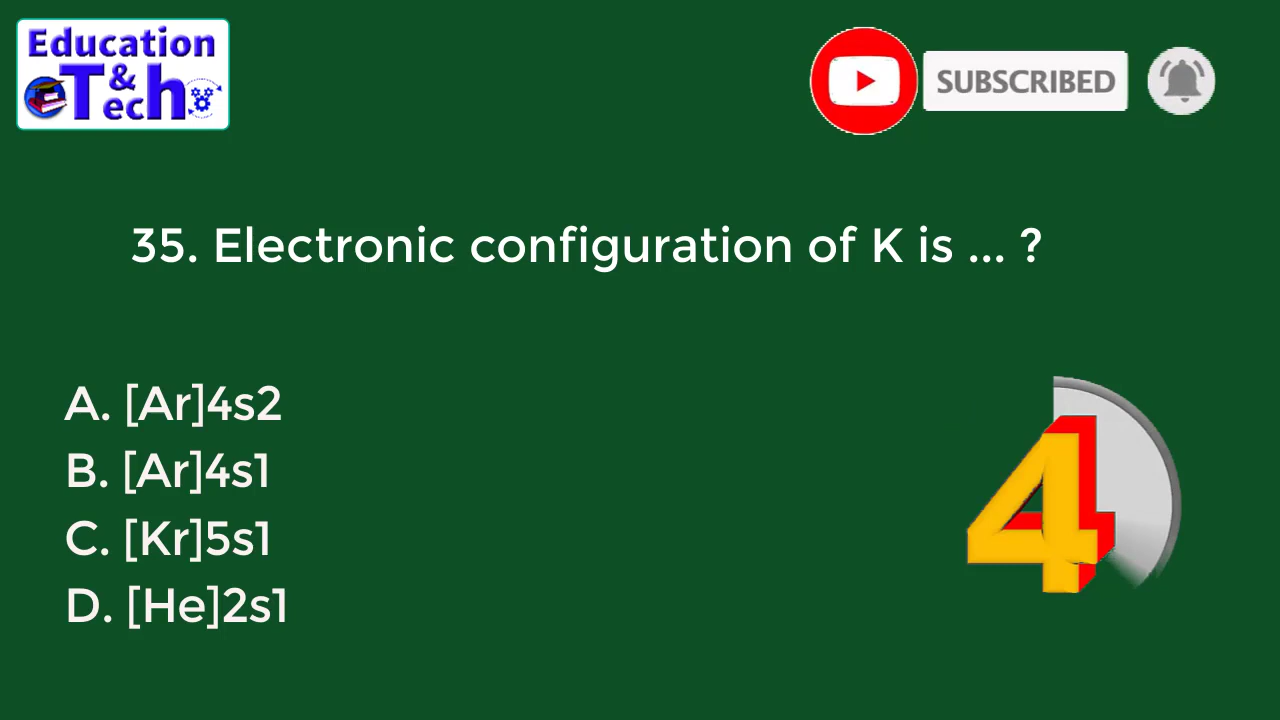 Education
&
Tech
SUBSCRIBED
35. Electronic configuration of K is ... ?
A. [Ar]4s2
B. [Ar]4s1
C. [Kr]5s1
D. [He]2s1
4